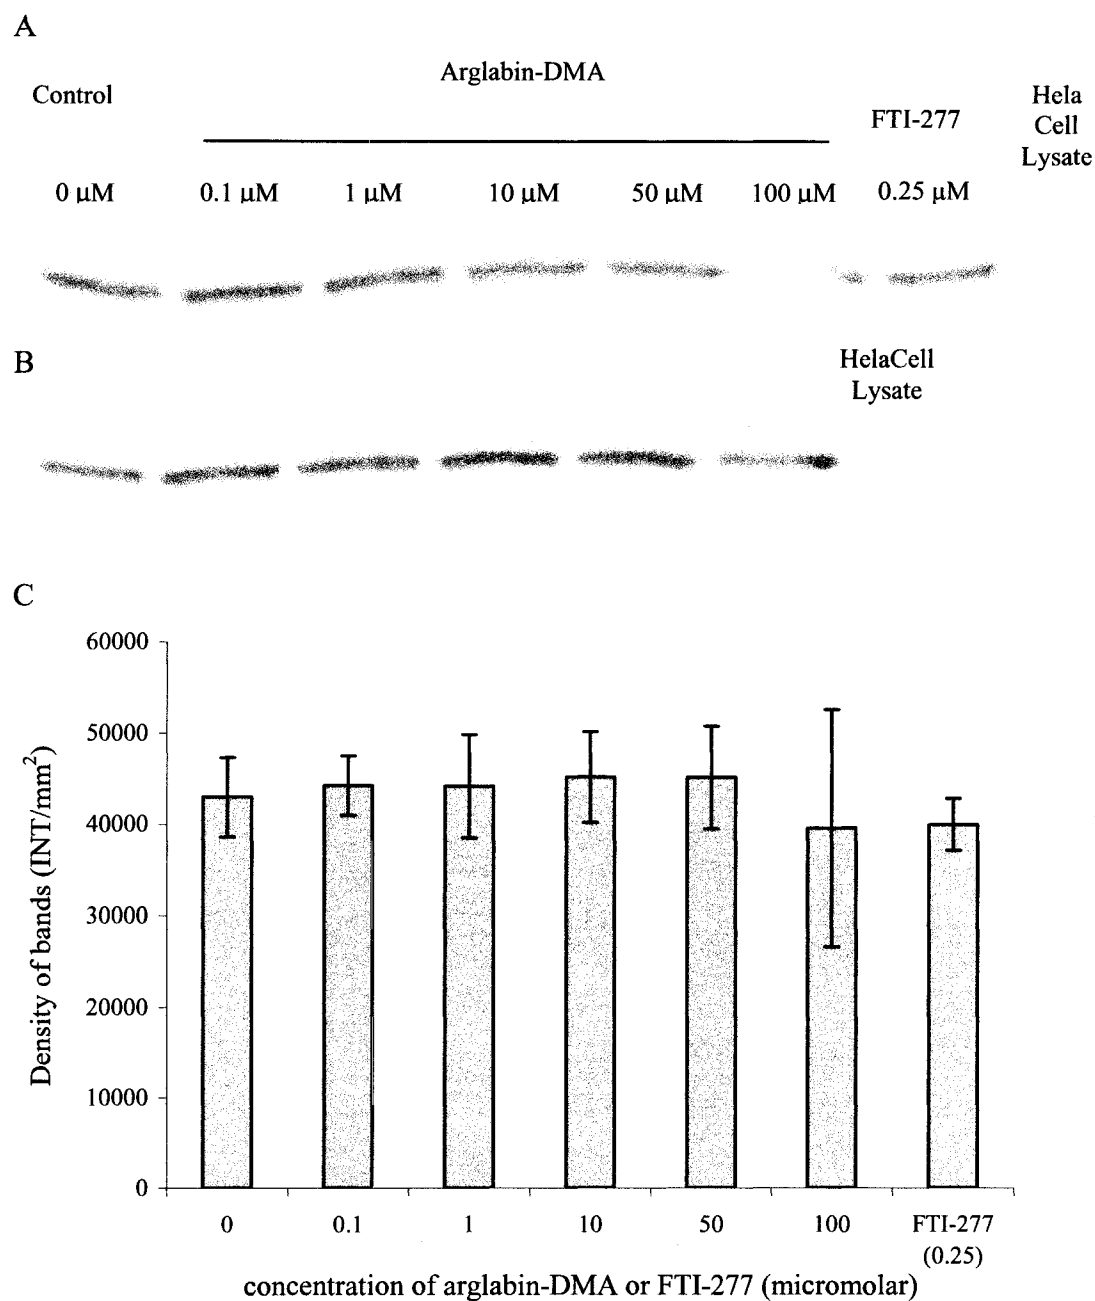 A
Arglabin-DMA
Control
Hela
Cell
Lysate
FTI-277
0 μM 0.1 μM 1 μM 10 μM 50 μM 100 μM 0.25 μM
B
HelaCell
Lysate
C
60000
50000
40000
30000
20000
10000
0
Density of bands (INT/mm²)
0 0.1 1 10 50 100 FTI-277
(0.25)
concentration of arglabin-DMA or FTI-277 (micromolar)